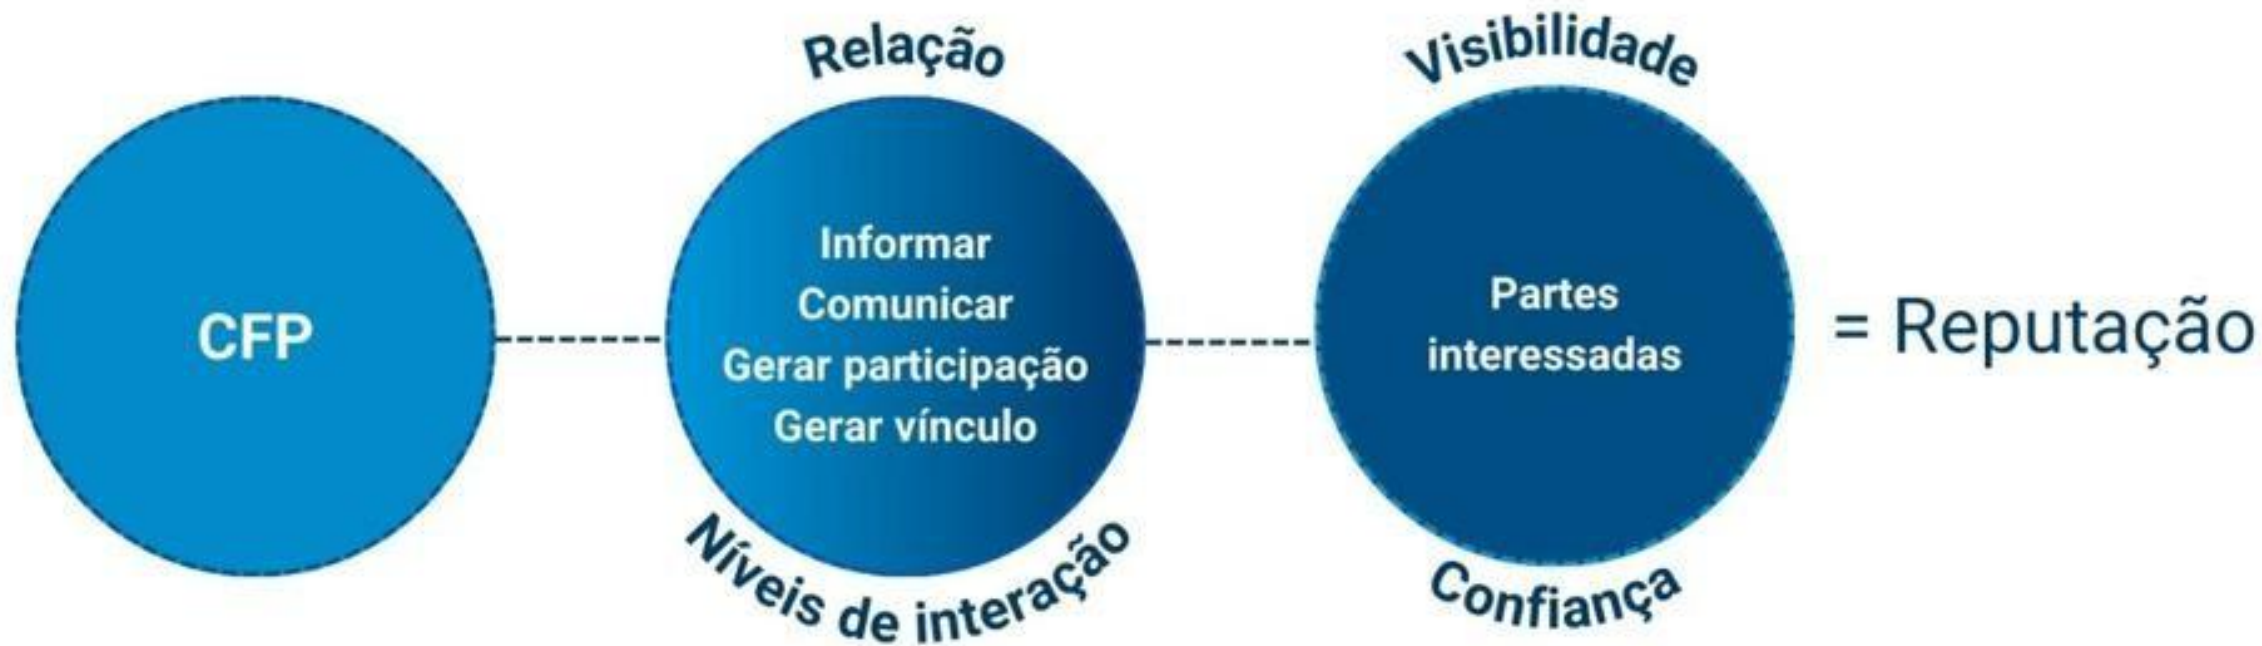 CFP
Relação
Informar
Comunicar
Gerar participação
Gerar vínculo
Níveis de interação
Visibilidade
Partes
interessadas
Confiança
= Reputação